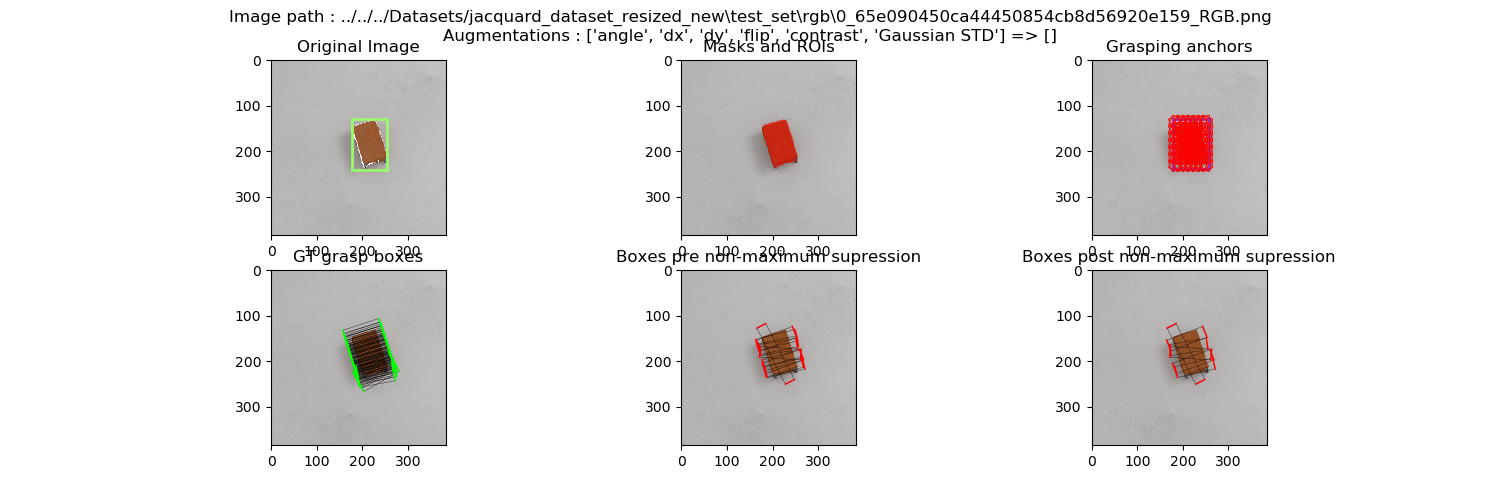 Image path : ../../../Datasets/jacquard_dataset_resized_new\test_set\rgb\0_65e090450ca44450854cb8d56920e159_RGB.png
Augmentations : ['angle', 'dx', 'dy', 'flip', 'contrast', 'Gaussian STD'] => []
Original Image
0
100
200
300
0 100 200 300
Masks and ROIs
0
100
200
300
0 100 200 300
Grasping anchors
0
100
200
300
0 100 200 300
GT grasp boxes
0
100
200
300
0 100 200 300
Boxes pre non-maximum supression
0
100
200
300
0 100 200 300
Boxes post non-maximum supression
0
100
200
300
0 100 200 300